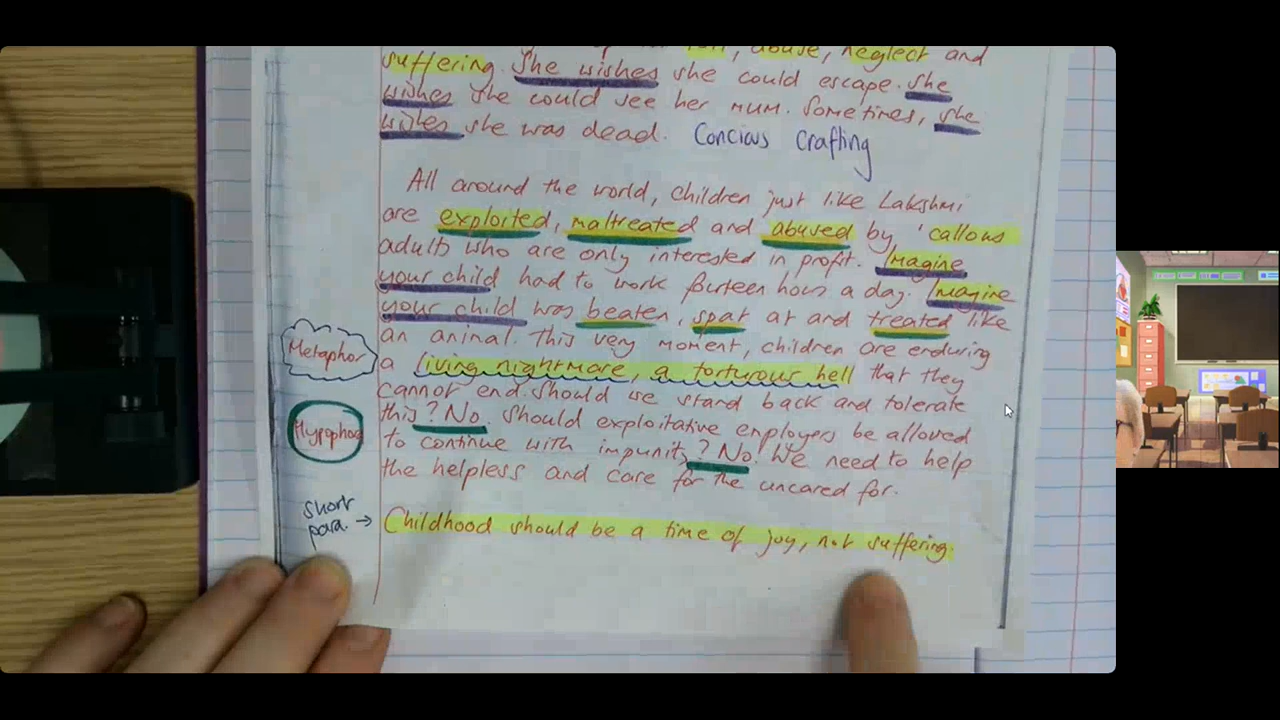 abuse, neglect and
suffering. She wishes she could escape. She
wishes she could see her mum. Sometimes, she
wishes she was dead. Concious Crafting
All around the world, children just like Lakshmi
are exploited, maltreated and abused by 'callous
adults who are only interested in profit. Imagine
your child had to work fourteen hours a day. Imagine
your child was beaten, spat at and treated like
an animal. This very moment, children are enduring
Metaphor
a living nightmare, a torturous hell that they
cannot end. Should we stand back and tolerate
this? No. Should exploitative employers be allowed
Hypophora
to continue with impunity? No! We need to help
the helpless and care for the uncared for.
short
para. →
Childhood should be a time of joy, not suffering.